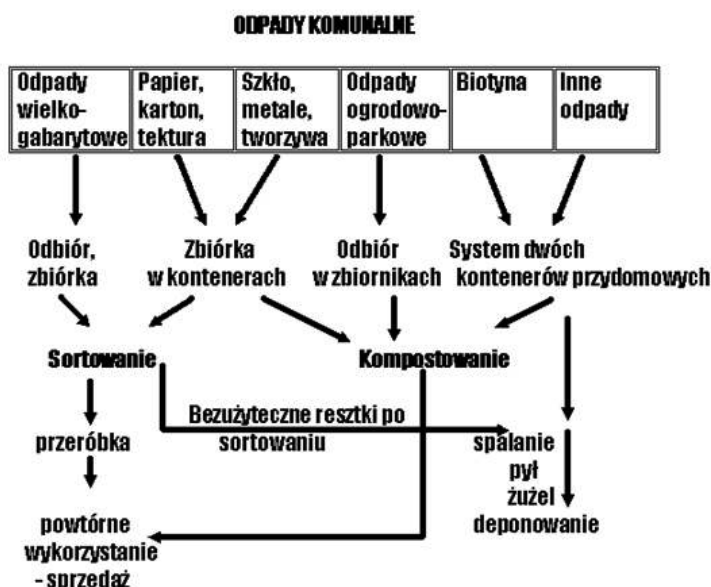 ODPADY KOMUNALNE
Odpady
wielko-
gabarytowe
Papier,
karton,
tektura
Szkło,
metale,
tworzywa
Odpady
ogrodowo-
parkowe
Biotyna
Inne
odpady
Odbiór,
zbiórka
Zbiórka
w kontenerach
Odbiór
w zbiornikach
System dwóch
kontenerów przydomowych
Sortowanie
Kompostowanie
Bezużyteczne resztki po
sortowaniu
przeróbka
spalanie
pył
żużel
deponowanie
powtórne
wykorzystanie
- sprzedaż